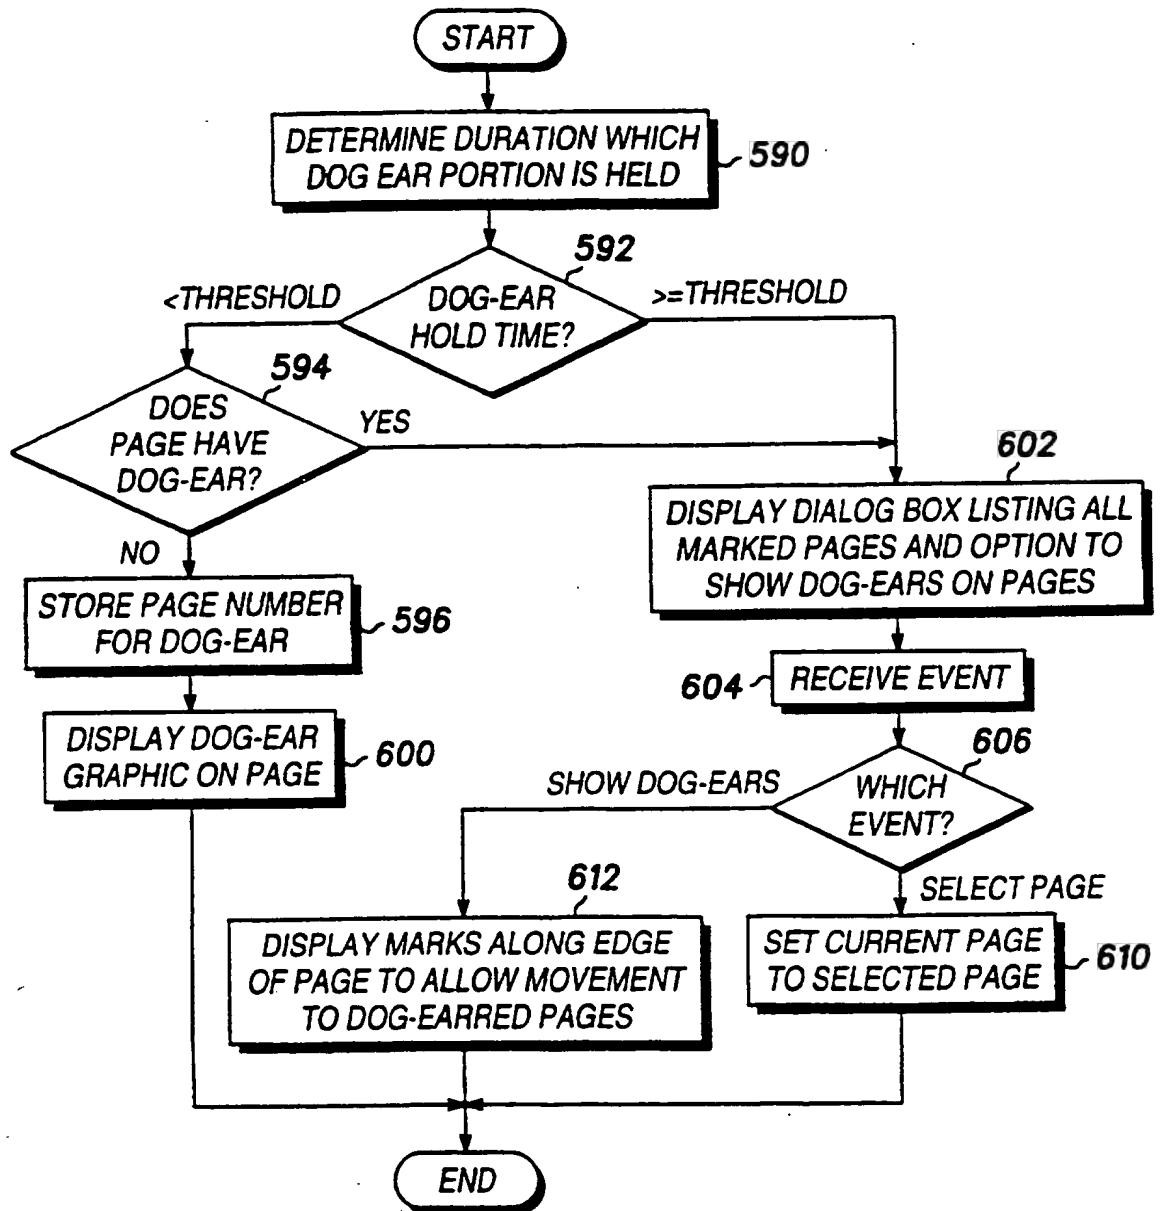 START
DETERMINE DURATION WHICH
DOG EAR PORTION IS HELD
590
592
<THRESHOLD
DOG-EAR
HOLD TIME?
>=THRESHOLD
594
DOES
PAGE HAVE
DOG-EAR?
YES
NO
602
DISPLAY DIALOG BOX LISTING ALL
MARKED PAGES AND OPTION TO
SHOW DOG-EARS ON PAGES
STORE PAGE NUMBER
FOR DOG-EAR
596
604
RECEIVE EVENT
DISPLAY DOG-EAR
GRAPHIC ON PAGE
600
606
SHOW DOG-EARS
WHICH
EVENT?
SELECT PAGE
612
DISPLAY MARKS ALONG EDGE
OF PAGE TO ALLOW MOVEMENT
TO DOG-EARRED PAGES
SET CURRENT PAGE
TO SELECTED PAGE
610
END